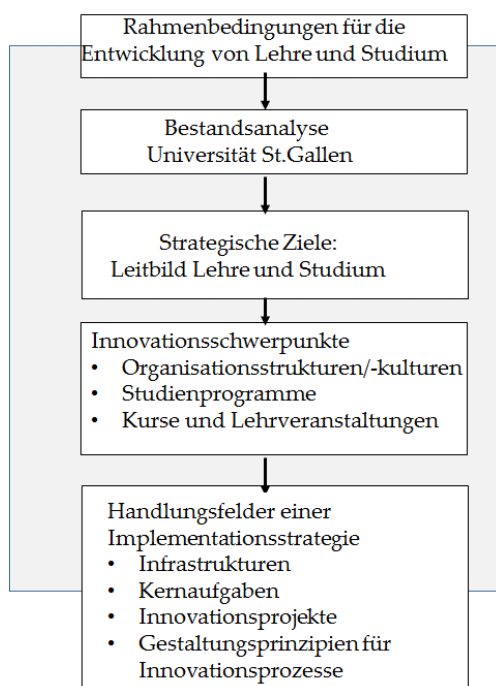 Rahmenbedingungen für die
Entwicklung von Lehre und Studium
Bestandsanalyse
Universität St.Gallen
Strategische Ziele:
Leitbild Lehre und Studium
Innovationsschwerpunkte
• Organisationsstrukturen/-kulturen
• Studienprogramme
• Kurse und Lehrveranstaltungen
Handlungsfelder einer
Implementationsstrategie
• Infrastrukturen
• Kernaufgaben
• Innovationsprojekte
• Gestaltungsprinzipien für
Innovationsprozesse